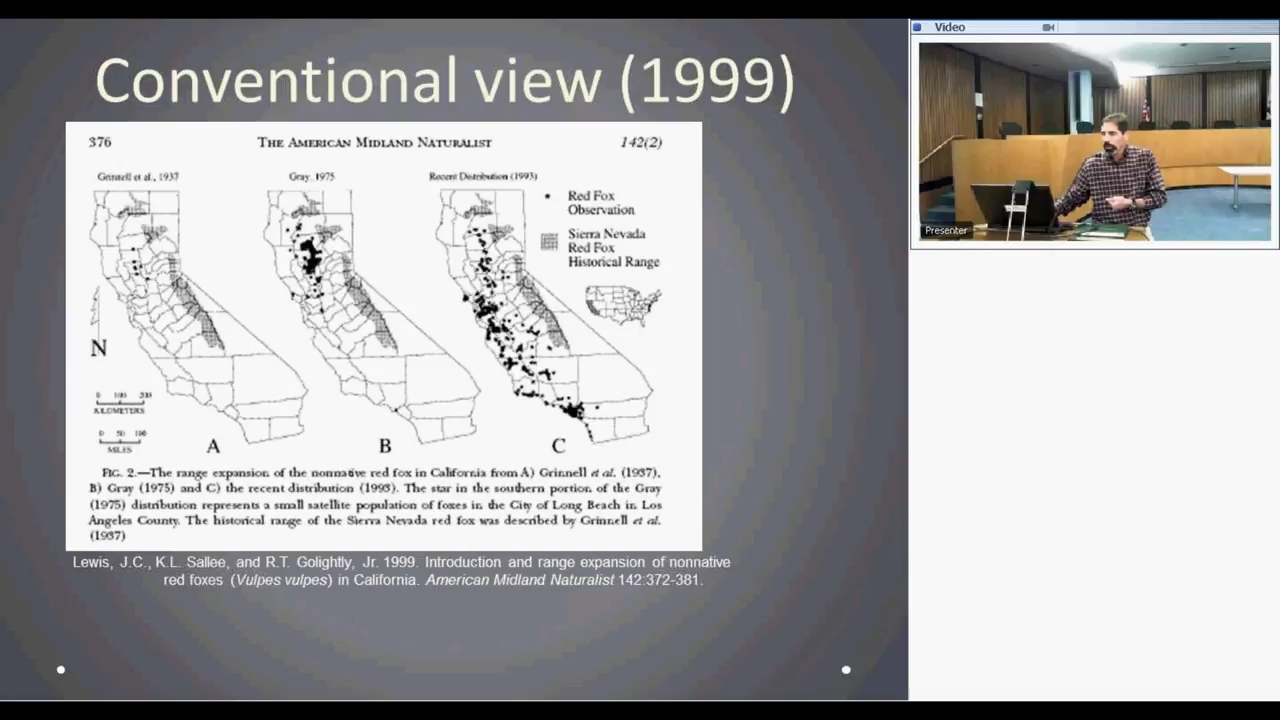 Conventional view (1999)
376 THE AMERICAN MIDLAND NATURALIST 142(2)
Grinnell et al., 1937
Gray, 1975
Recent Distribution (1993)
Red Fox
Observation
Sierra Nevada
Red Fox
Historical Range
N
0 100 200
KILOMETERS
0 50 100
MILES
A
B
C
FIG. 2.—The range expansion of the nonnative red fox in California from A) Grinnell et al. (1937),
B) Gray (1975) and C) the recent distribution (1993). The star in the southern portion of the Gray
(1975) distribution represents a small satellite population of foxes in the City of Long Beach in Los
Angeles County. The historical range of the Sierra Nevada red fox was described by Grinnell et al.
(1937)
Lewis, J.C., K.L. Sallee, and R.T. Golightly, Jr. 1999. Introduction and range expansion of nonnative
red foxes (Vulpes vulpes) in California. American Midland Naturalist 142:372-381.
Video
Presenter